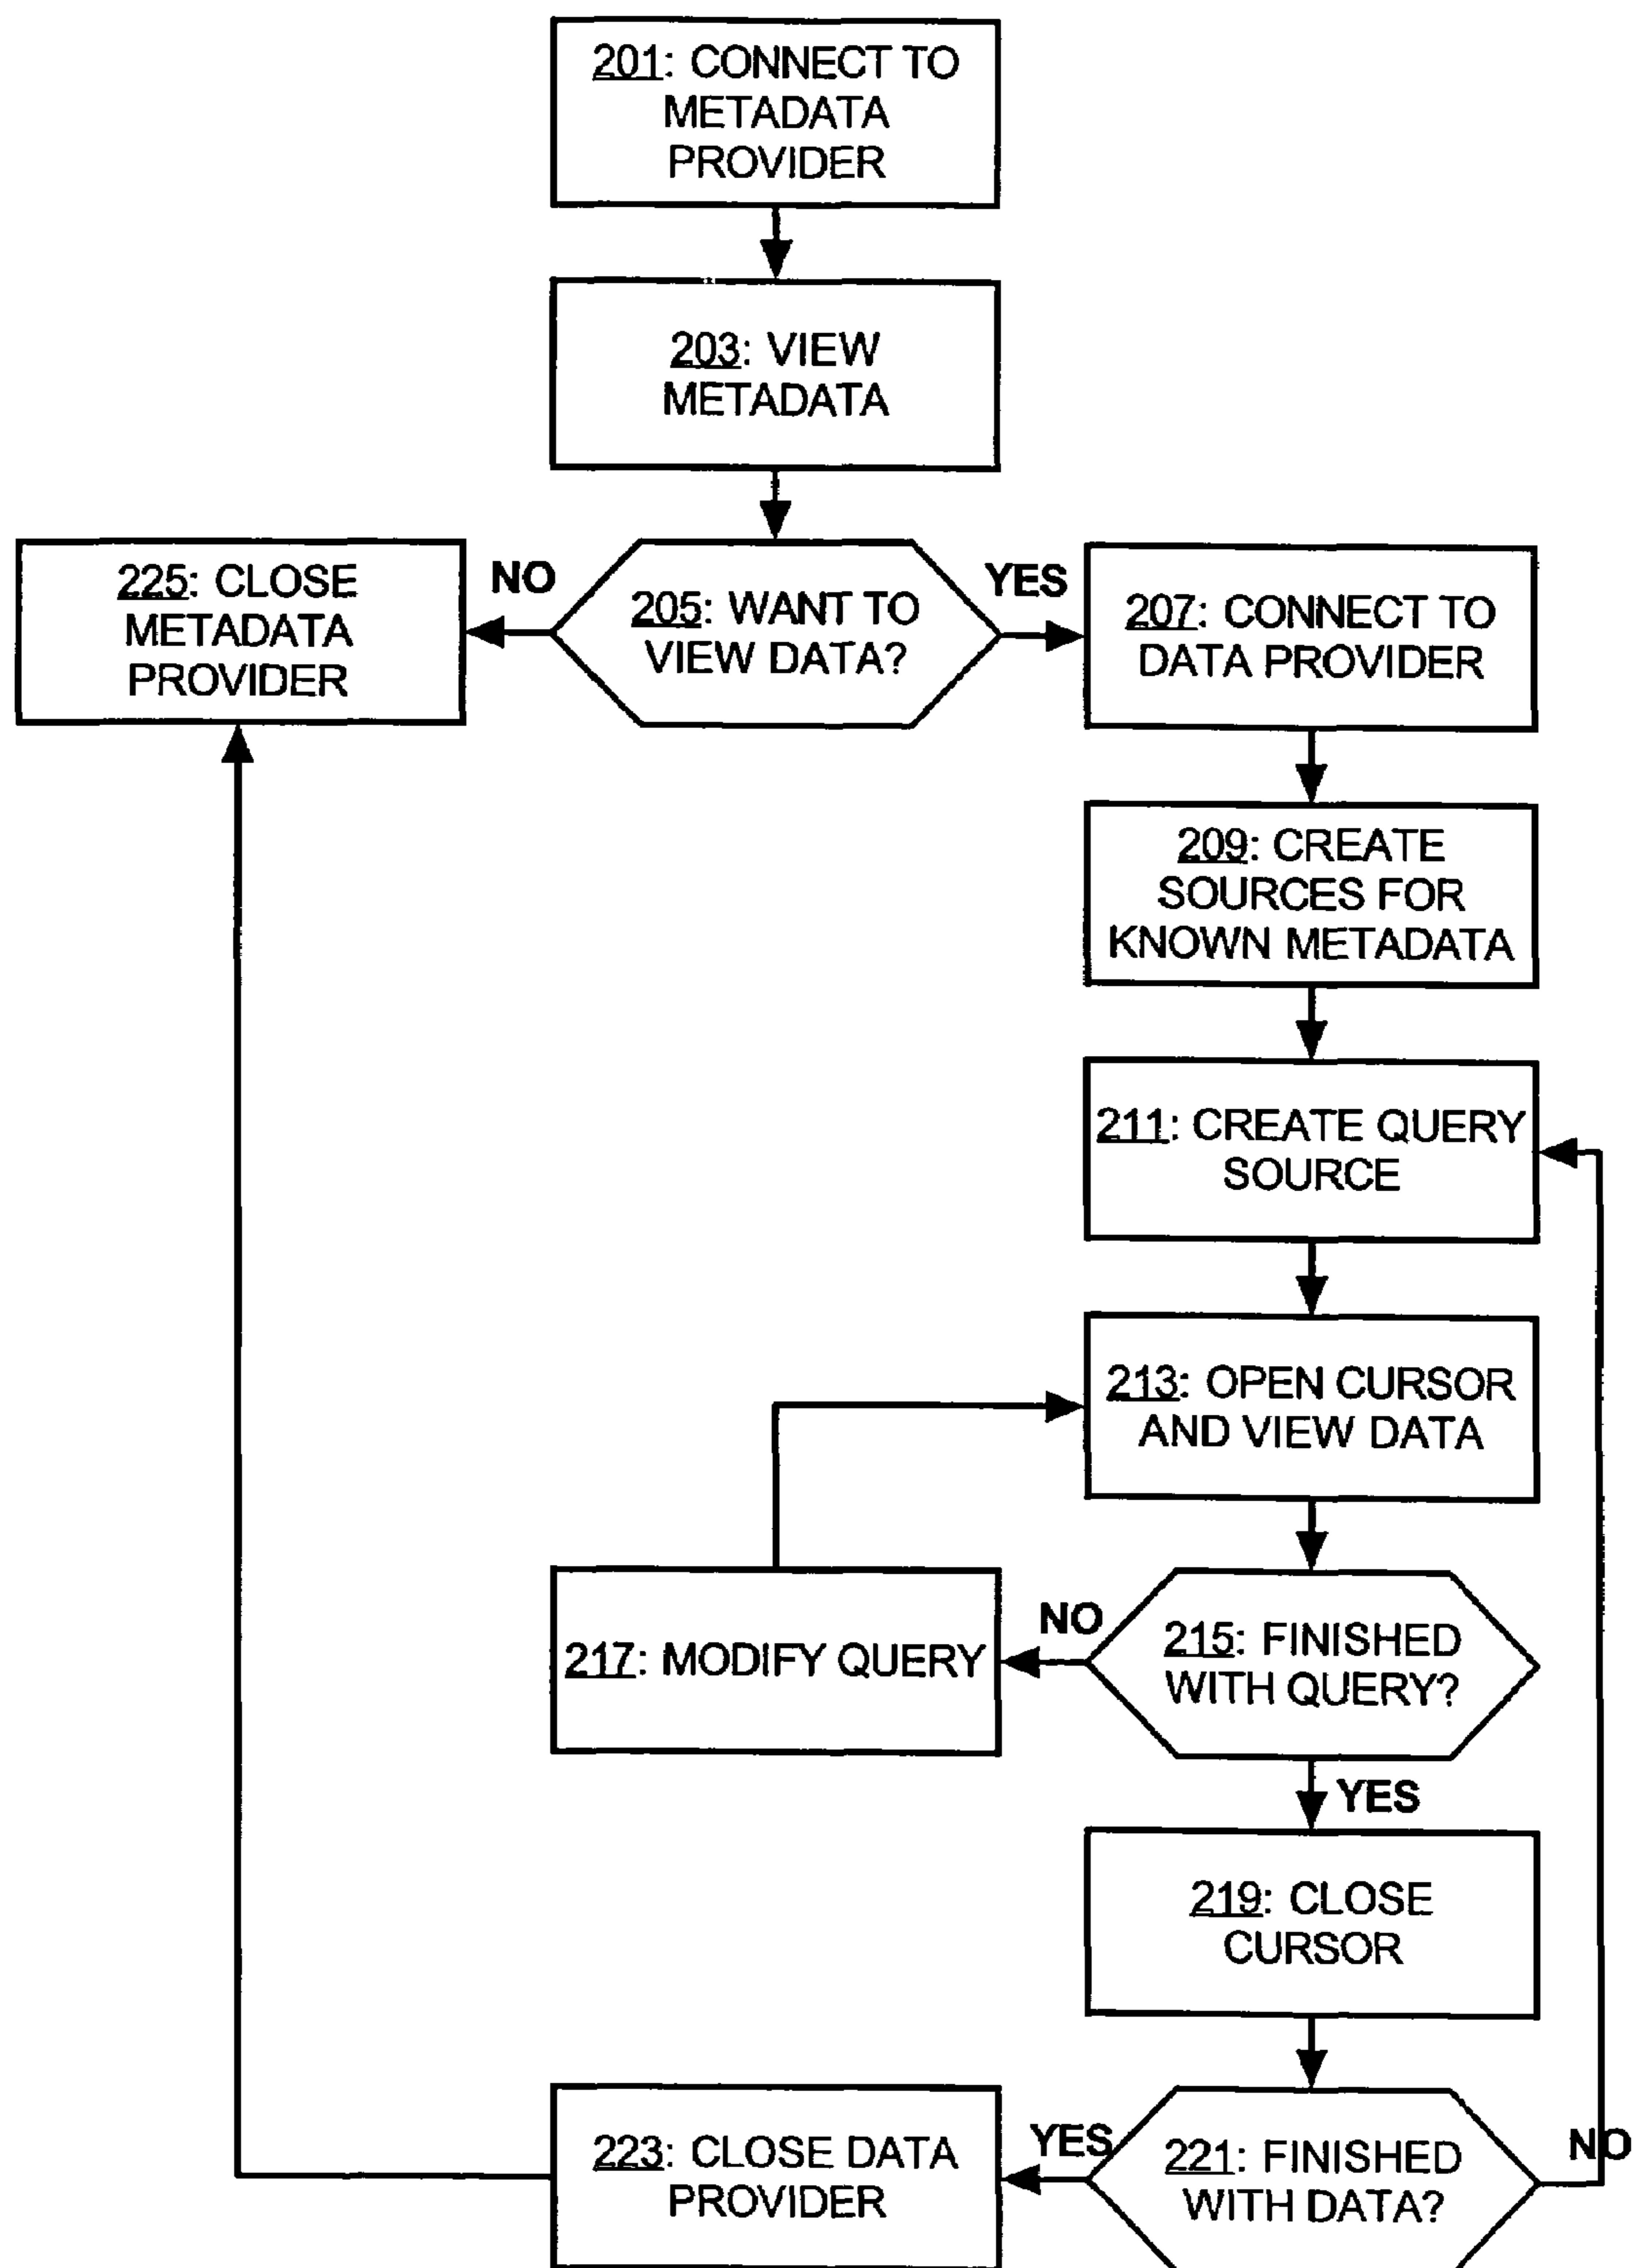 201: CONNECT TO
METADATA
PROVIDER
203: VIEW
METADATA
225: CLOSE
METADATA
PROVIDER
NO
205: WANT TO
VIEW DATA?
YES
207: CONNECT TO
DATA PROVIDER
209: CREATE
SOURCES FOR
KNOWN METADATA
211: CREATE QUERY
SOURCE
213: OPEN CURSOR
AND VIEW DATA
217: MODIFY QUERY
NO
215: FINISHED
WITH QUERY?
YES
219: CLOSE
CURSOR
223: CLOSE DATA
PROVIDER
YES
221: FINISHED
WITH DATA?
NO